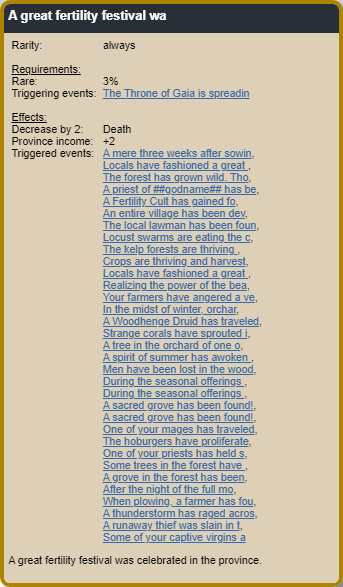 A great fertility festival wa
Rarity: always
Requirements:
Rare: 3%
Triggering events: The Throne of Gaia is spreadin
Effects:
Decrease by 2: Death
Province income: +2
Triggered events: A mere three weeks after sowin,
Locals have fashioned a great ,
The forest has grown wild. Tho,
A priest of ##godname## has be,
A Fertility Cult has gained fo,
An entire village has been dev,
The local lawman has been foun,
Locust swarms are eating the c,
The kelp forests are thriving ,
Crops are thriving and harvest,
Locals have fashioned a great ,
Realizing the power of the bea,
Your farmers have angered a ve,
In the midst of winter, orchar,
A Woodhenge Druid has traveled,
Strange corals have sprouted i,
A tree in the orchard of one o,
A spirit of summer has awoken ,
Men have been lost in the wood,
During the seasonal offerings ,
During the seasonal offerings ,
A sacred grove has been found!,
A sacred grove has been found!,
One of your mages has traveled,
The hoburgers have proliferate,
One of your priests has held s,
Some trees in the forest have ,
A grove in the forest has been,
After the night of the full mo,
When plowing, a farmer has fou,
A thunderstorm has raged acros,
A runaway thief was slain in t,
Some of your captive virgins a
A great fertility festival was celebrated in the province.